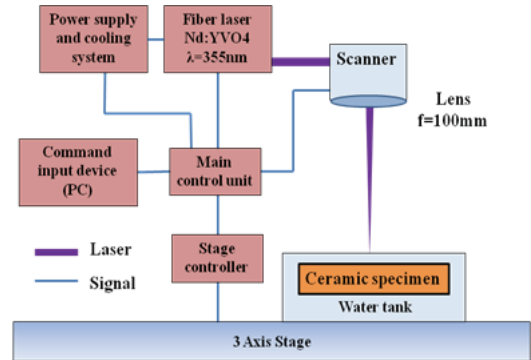 Power supply
and cooling
system
Fiber laser
Nd:YVO4
λ=355nm
Scanner
Lens
f=100mm
Command
input device
(PC)
Main
control unit
Laser
Signal
Stage
controller
Ceramic specimen
Water tank
3 Axis Stage